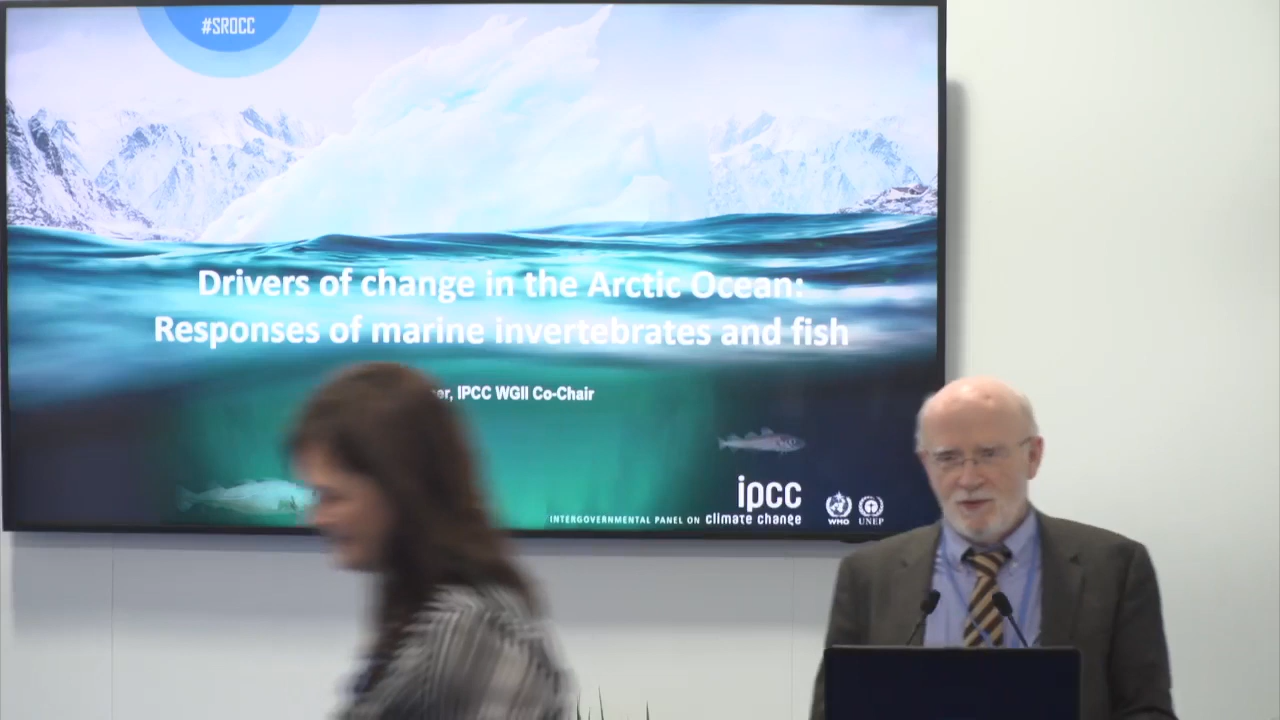 #SROCC
Drivers of change in the Arctic Ocean:
Responses of marine invertebrates and fish
IPCC WGII Co-Chair
ipcc
INTERGOVERNMENTAL PANEL ON climate change
WMO UNEP